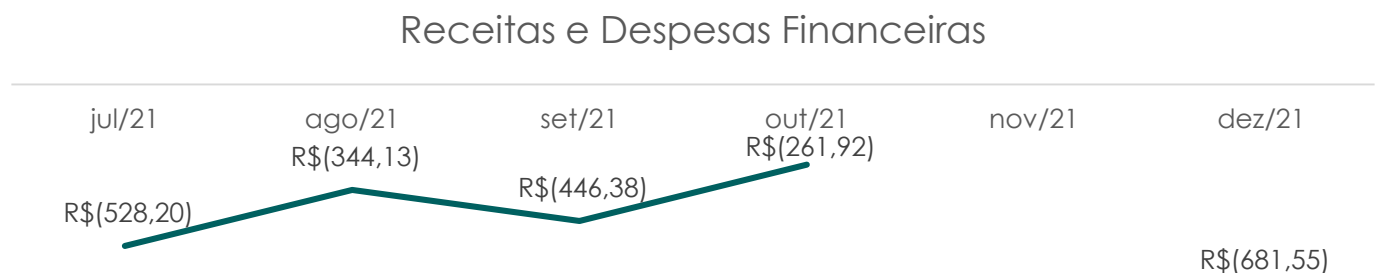 Receitas e Despesas Financeiras
jul/21 ago/21 set/21 out/21 nov/21 dez/21
R$(528,20) R$(344,13) R$(446,38) R$(261,92) R$(681,55)